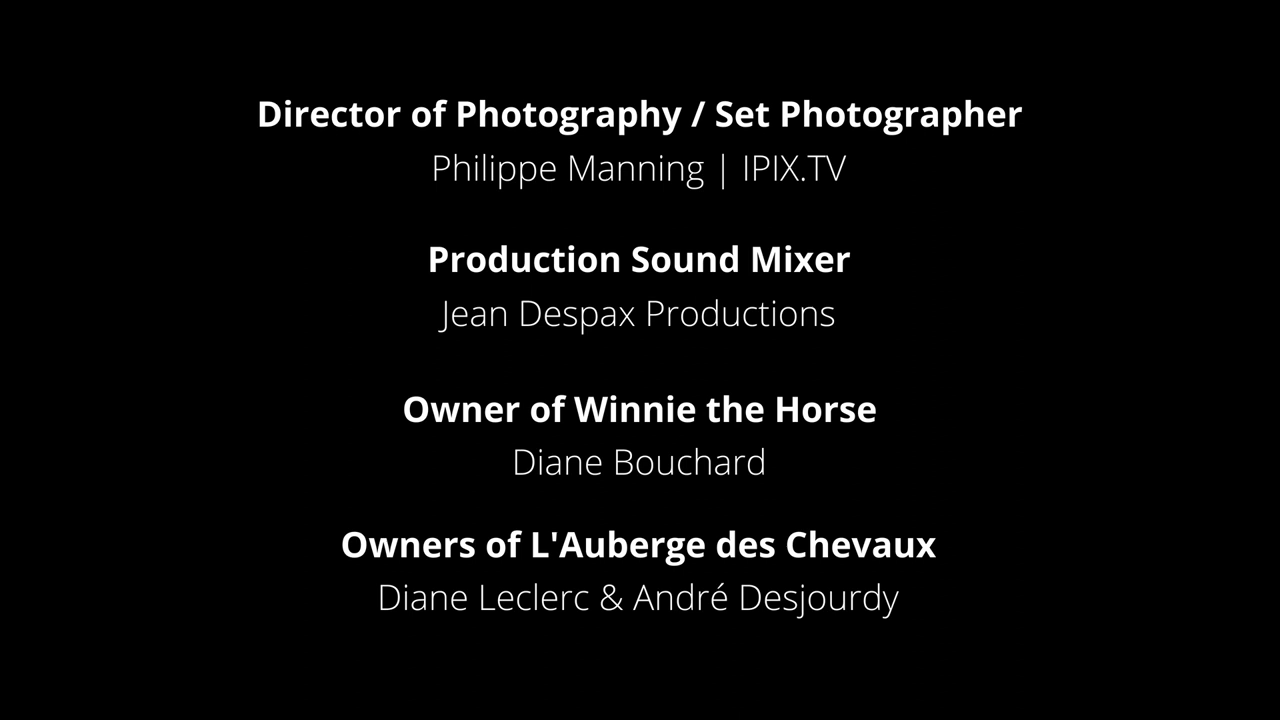 Director of Photography / Set Photographer
Philippe Manning | IPIX.TV
Production Sound Mixer
Jean Despax Productions
Owner of Winnie the Horse
Diane Bouchard
Owners of L'Auberge des Chevaux
Diane Leclerc & André Desjourdy